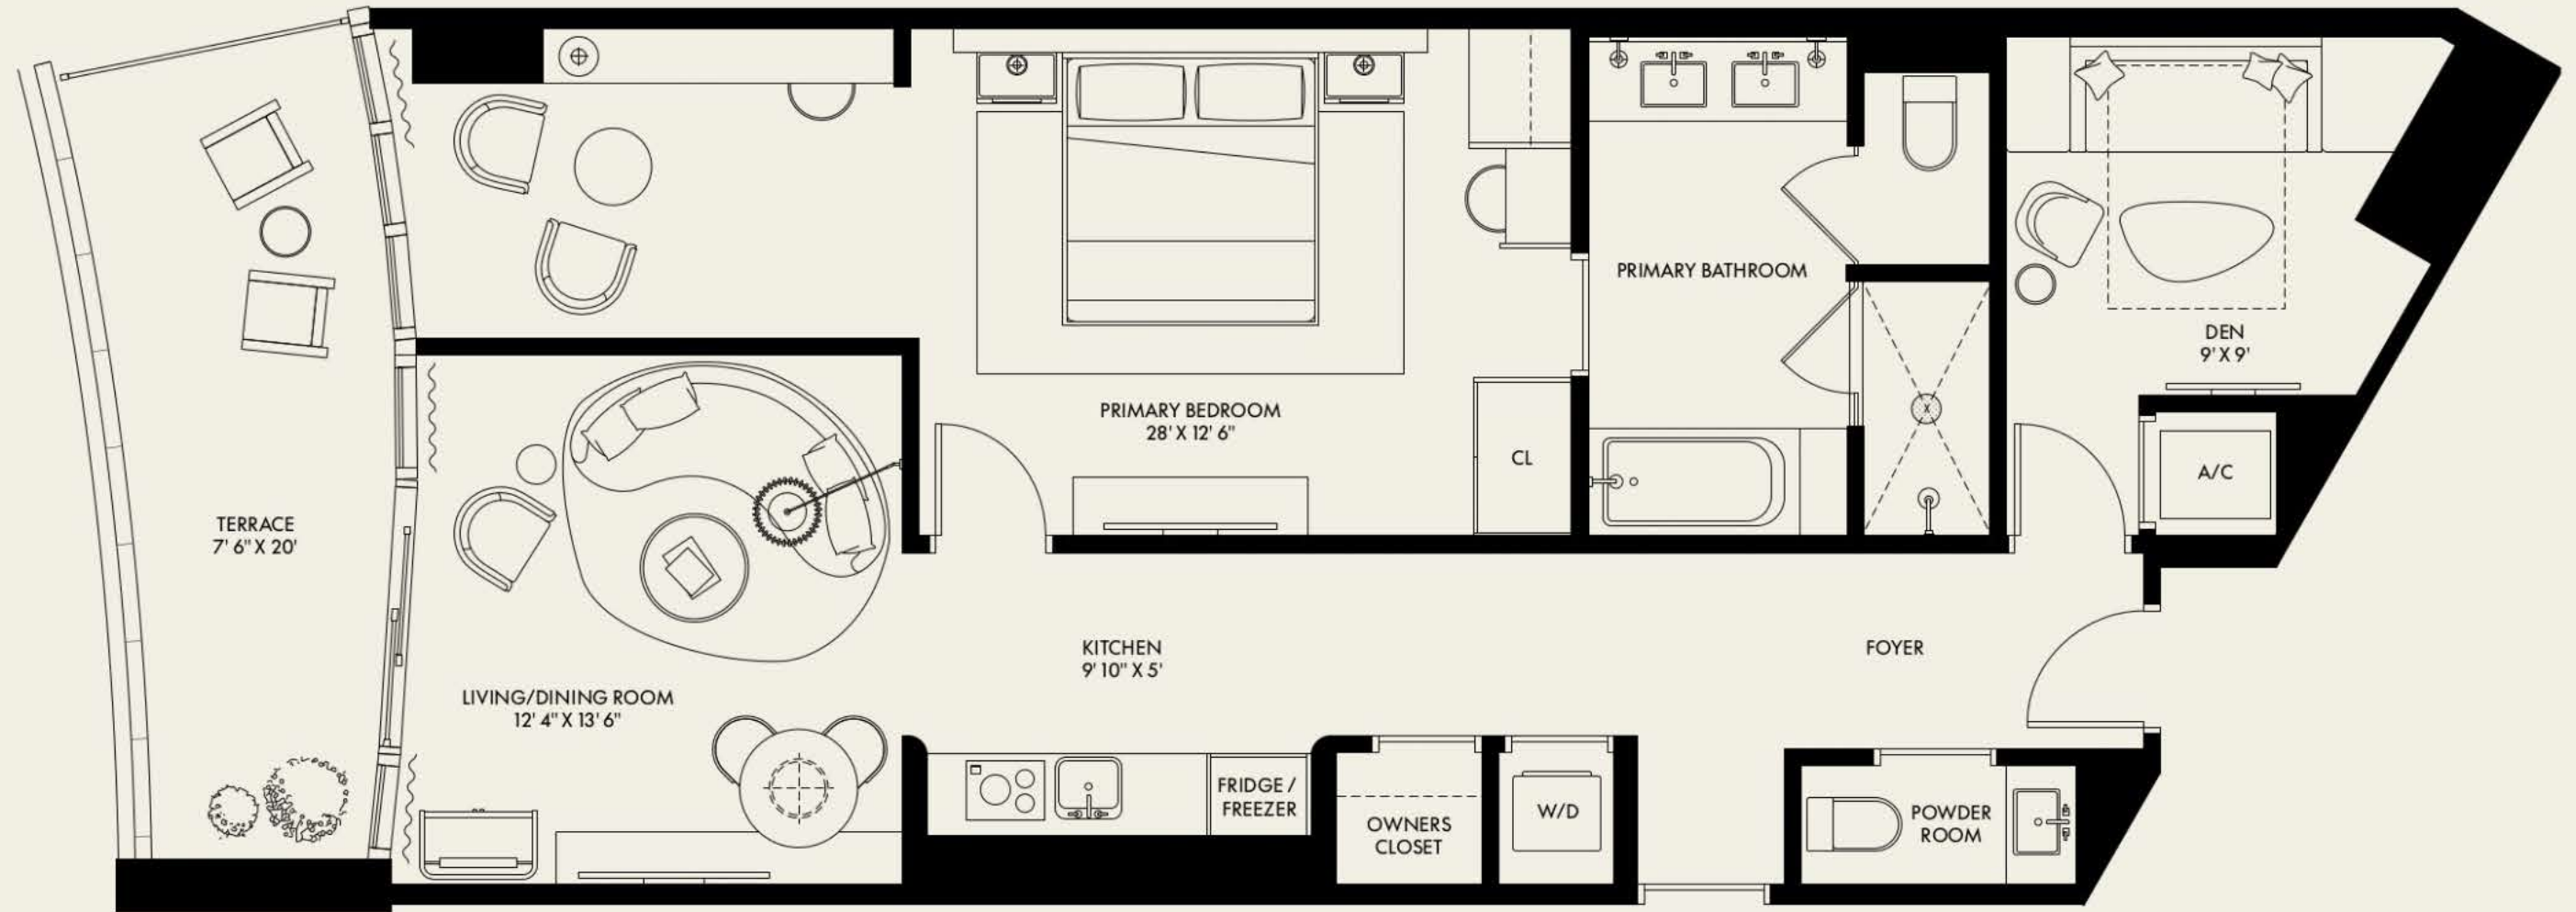 PRIMARY BATHROOM
DEN
9' X 9'
PRIMARY BEDROOM
28' X 12' 6"
CL
A/C
TERRACE
7' 6" X 20'
KITCHEN
9' 10" X 5'
FOYER
LIVING/DINING ROOM
12' 4" X 13' 6"
FRIDGE /
FREEZER
OWNERS
CLOSET
W/D
POWDER
ROOM